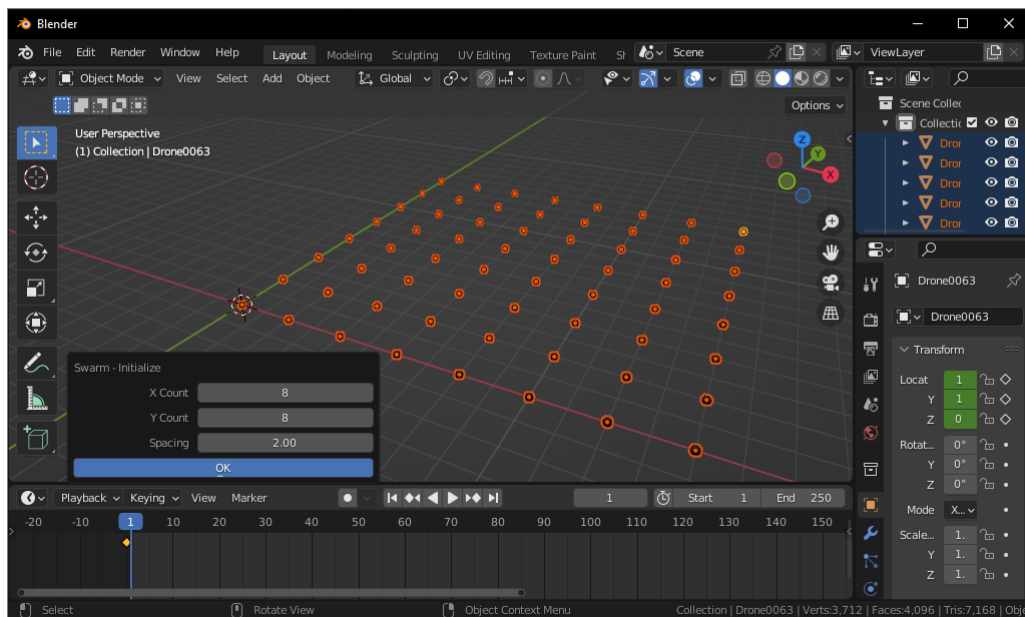 Blender
File Edit Render Window Help Layout Modeling Sculpting UV Editing Texture Paint Scene ViewLayer
Object Mode View Select Add Object Global
Options
User Perspective
(1) Collection | Drone0063
Z
Y
X
Swarm - Initialize
X Count 8
Y Count 8
Spacing 2.00
OK
Scene Collec
Collectic
Dror
Dror
Dror
Dror
Dror
Drone0063
Drone0063
Transform
Locat 1
Y 1
Z 0
Rotat... 0°
Y 0°
Z 0°
Mode X...
Scale... 1.
Y 1.
Z 1.
Playback Keying View Marker 1 Start 1 End 250
-20 -10 1 10 20 30 40 50 60 70 80 90 100 110 120 130 140 150
Select Rotate View Object Context Menu Collection | Drone0063 | Verts:3,712 | Faces:4,096 | Tris:7,168 | Obje